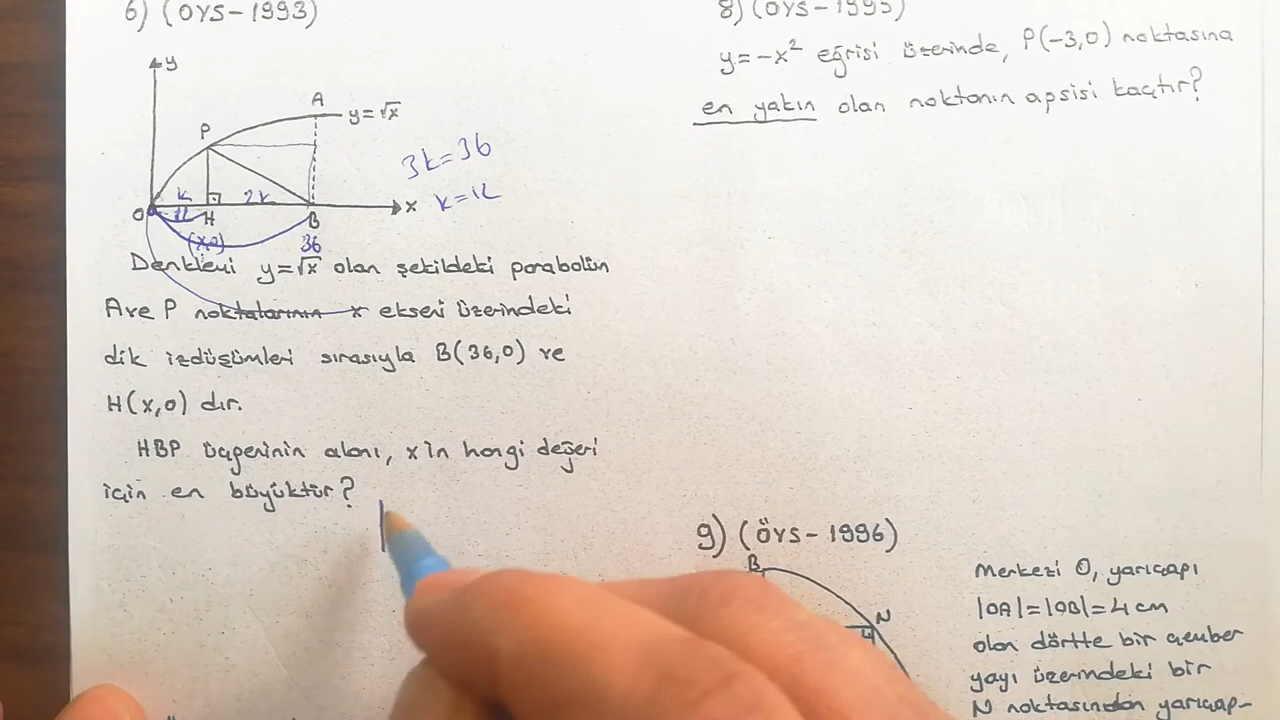 6) (ÖYS-1993)
y
A
y=√x
P
3k=36
k 2k
k=12
O 12 H B x
(x,0) 36
Denklemi y=√x olan şekildeki parabolün
A ve P noktalarının x ekseni üzerindeki
dik izdüşümleri sırasıyla B(36,0) ve
H(x,0) dır.
HBP üçgeninin alanı, x'in hangi değeri
için en büyüktür?
8) (ÖYS-1995)
y=-x² eğrisi üzerinde, P(-3,0) noktasına
en yakın olan noktanın apsisi kaçtır?
9) (ÖYS-1996)
B
N
Merkezi O, yarıçapı
|OA|=|OB|=4 cm
olan dörtte bir çember
yayı üzerindeki bir
N noktasından yarıçap-